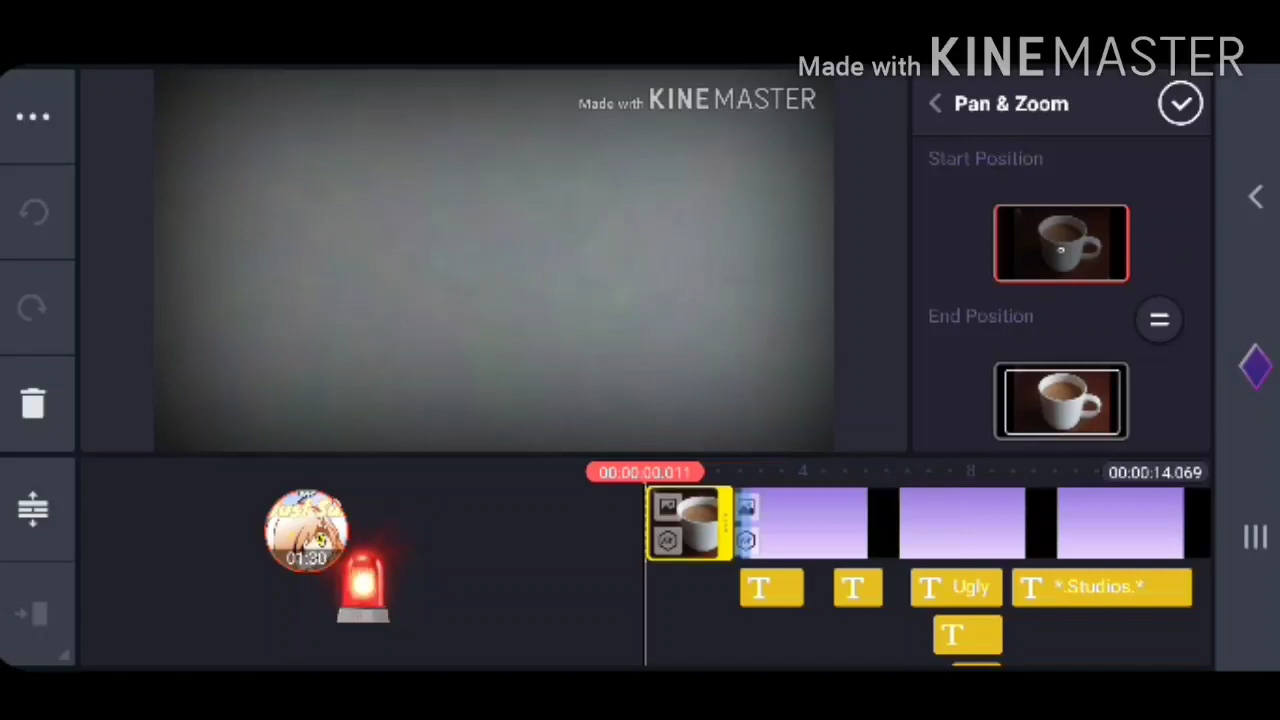 Made with KINEMASTER
Made with KINEMASTER
Pan & Zoom
Start Position
End Position
00:00:00.011
4
8
00:00:14.069
01:30
T
T
T Ugly
T *.Studios.*
T